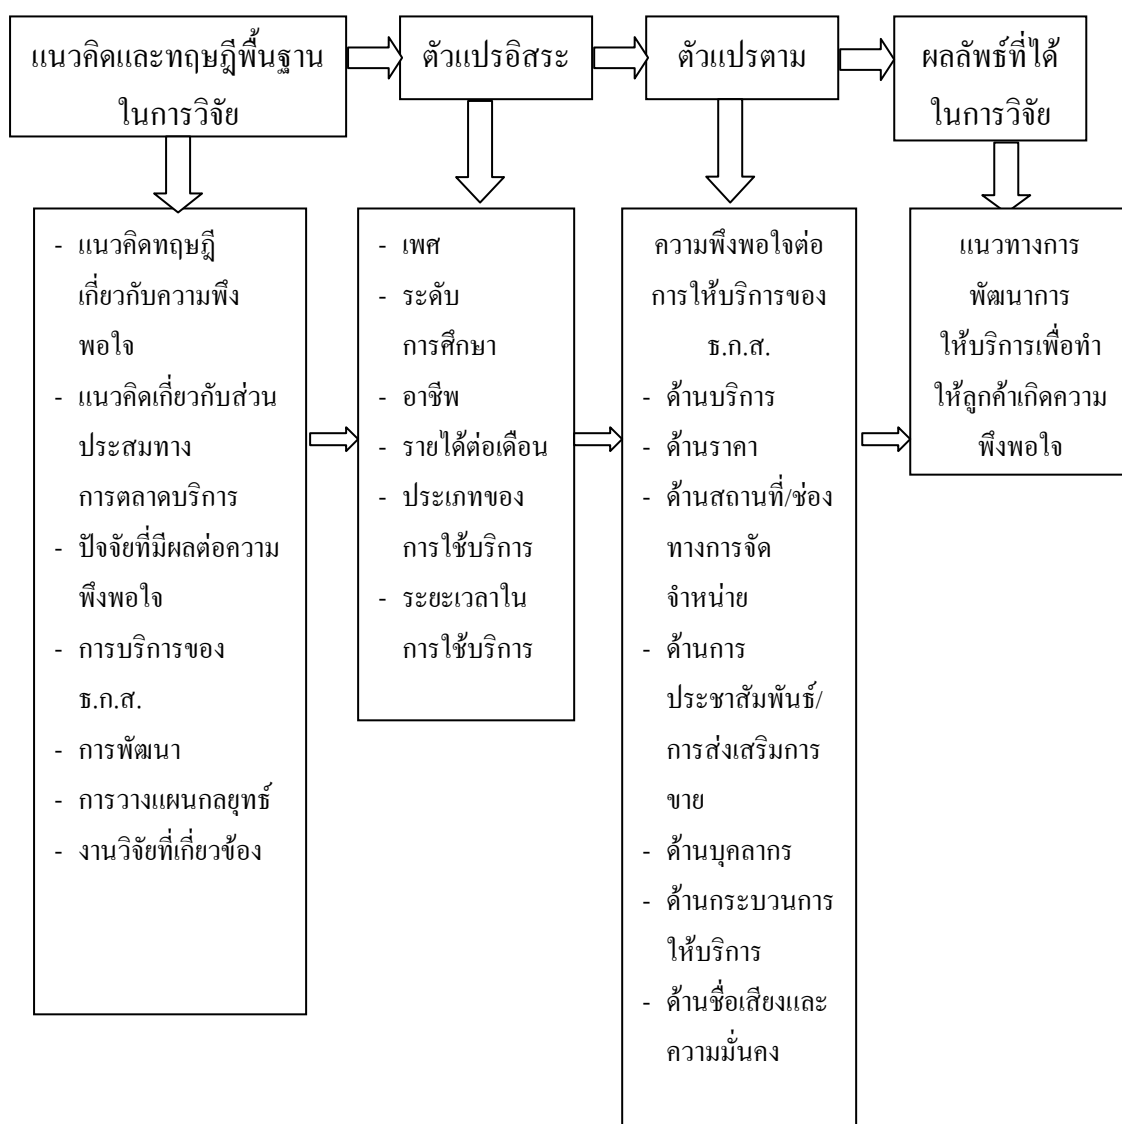 แนวคิดและทฤษฎีพื้นฐาน
ในการวิจัย
ตัวแปรอิสระ
ตัวแปรตาม
ผลลัพธ์ที่ได้
ในการวิจัย
- แนวคิดทฤษฎี
เกี่ยวกับความพึง
พอใจ
- แนวคิดเกี่ยวกับส่วน
ประสมทาง
การตลาดบริการ
- ปัจจัยที่มีผลต่อความ
พึงพอใจ
- การบริการของ
ธ.ก.ส.
- การพัฒนา
- การวางแผนกลยุทธ์
- งานวิจัยที่เกี่ยวข้อง
- เพศ
- ระดับ
การศึกษา
- อาชีพ
- รายได้ต่อเดือน
- ประเภทของ
การใช้บริการ
- ระยะเวลาใน
การใช้บริการ
ความพึงพอใจต่อ
การให้บริการของ
ธ.ก.ส.
- ด้านบริการ
- ด้านราคา
- ด้านสถานที่/ช่อง
ทางการจัด
จำหน่าย
- ด้านการ
ประชาสัมพันธ์/
การส่งเสริมการ
ขาย
- ด้านบุคลากร
- ด้านกระบวนการ
ให้บริการ
- ด้านชื่อเสียงและ
ความมั่นคง
แนวทางการ
พัฒนาการ
ให้บริการเพื่อทำ
ให้ลูกค้าเกิดความ
พึงพอใจ